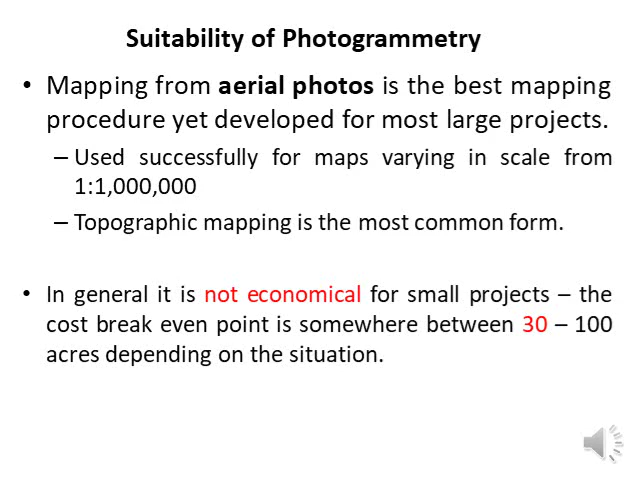 Suitability of Photogrammetry
• Mapping from aerial photos is the best mapping
procedure yet developed for most large projects.
– Used successfully for maps varying in scale from
1:1,000,000
– Topographic mapping is the most common form.
• In general it is not economical for small projects – the
cost break even point is somewhere between 30 – 100
acres depending on the situation.